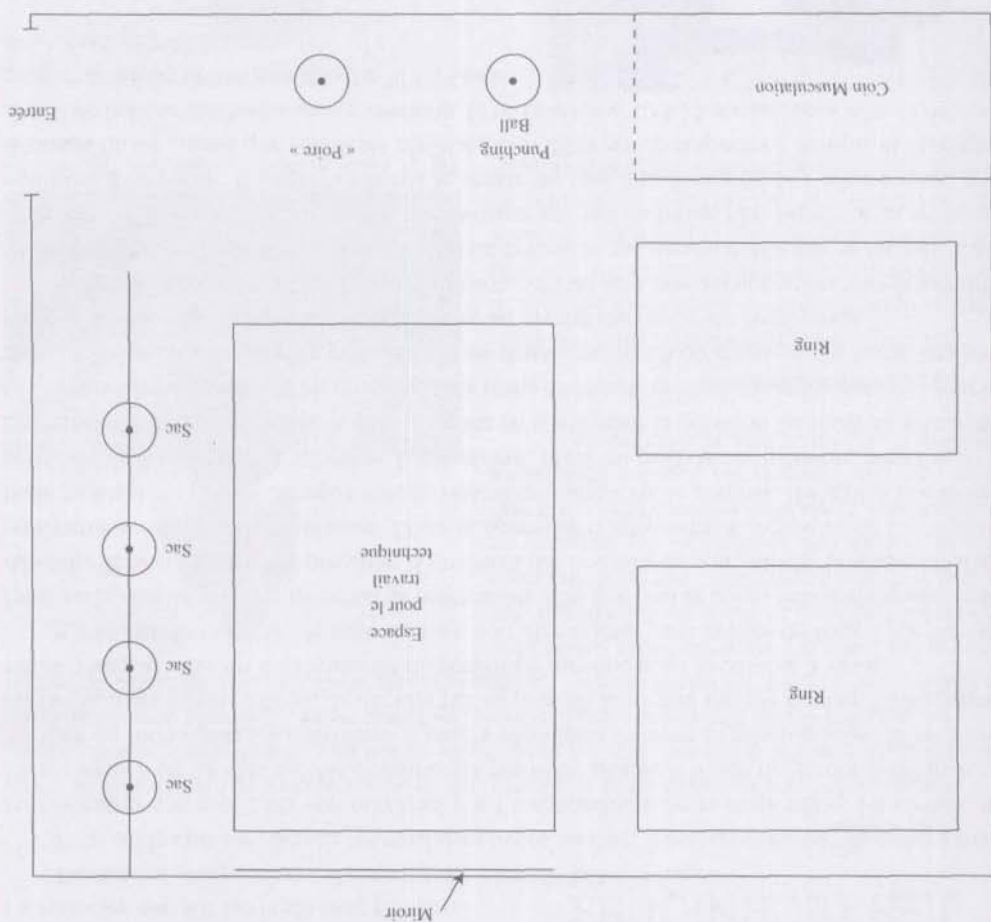 Miroir
Sac
Ring
Sac
Espace
pour le
travail
technique
Sac
Sac
Ring
Punching
Ball
« Poire »
Entrée
Coin Musculation